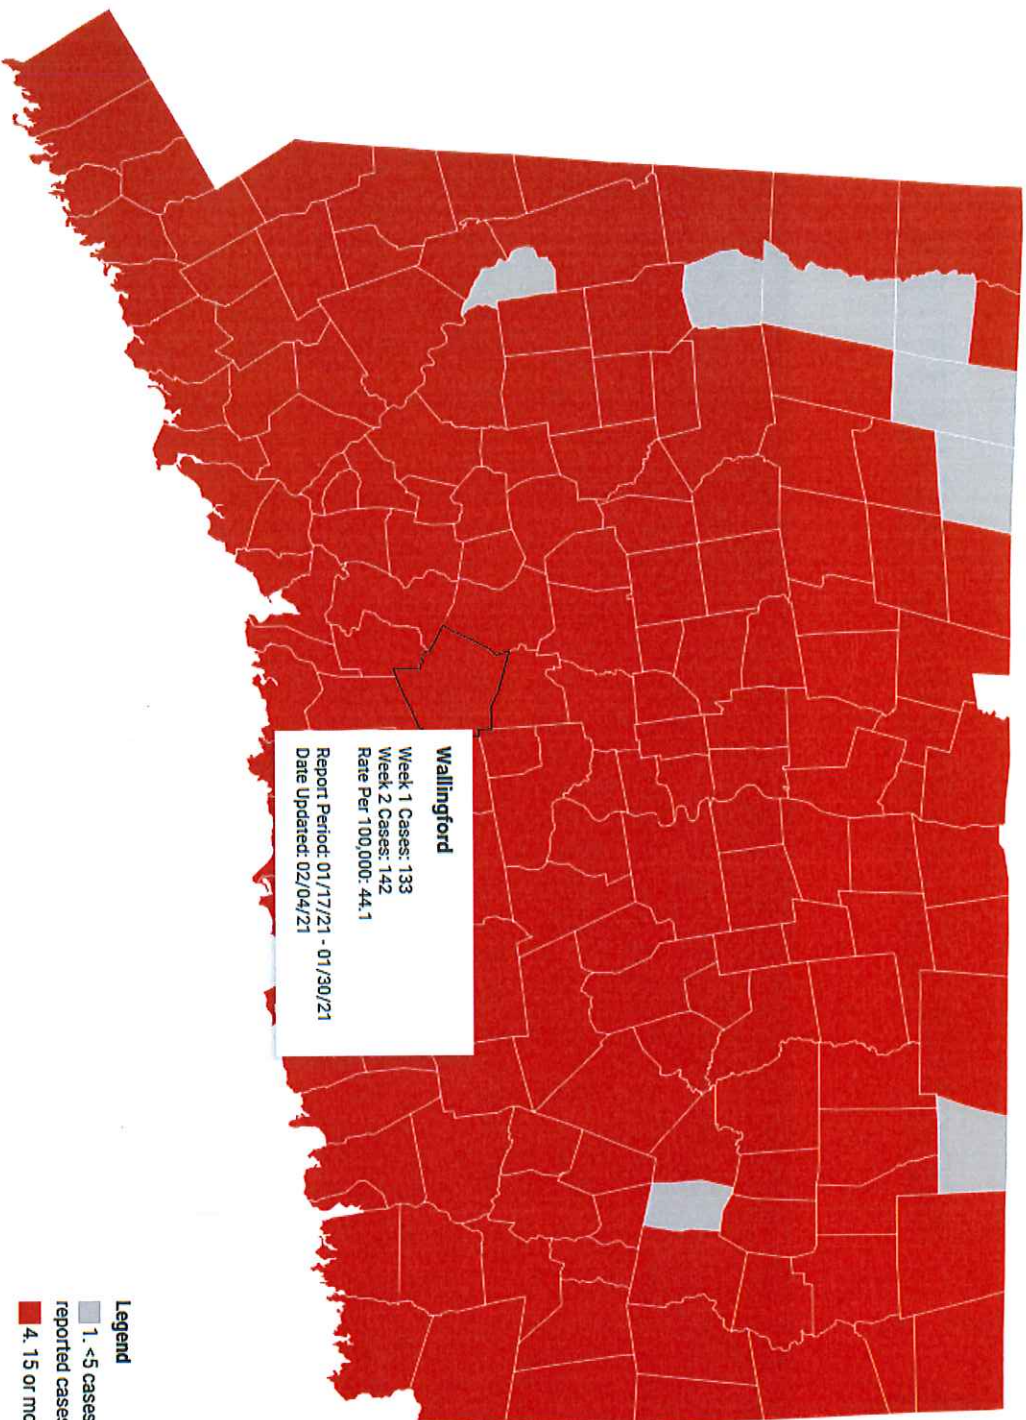 Wallingford
Week 1 Cases: 133
Week 2 Cases: 142
Rate Per 100,000: 44.1
Report Period: 01/17/21 - 01/30/21
Date Updated: 02/04/21
Legend
1. <5 cases
reported cases
4. 15 or